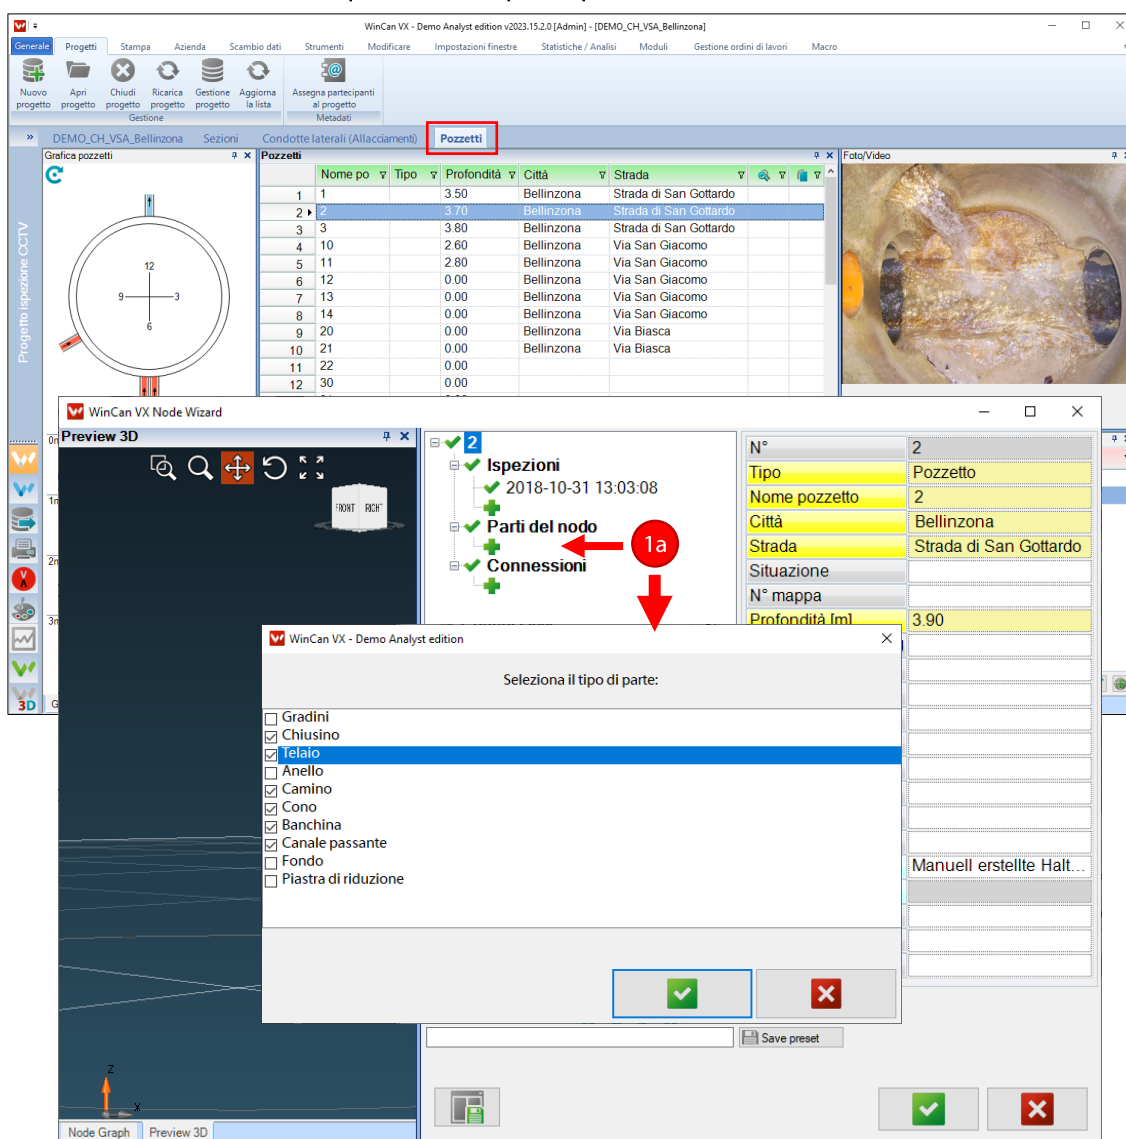 WinCan VX - Demo Analyst edition v2023.15.2.0 [Admin] - [DEMO_CH_VSA_Bellinzona]
Generale Progetti Stampa Azienda Scambio dati Strumenti Modificare Impostazioni finestre Statistiche / Analisi Moduli Gestione ordini di lavori Macro
Nuovo progetto Apri progetto Chiudi progetto Ricarica progetto Gestione progetto Aggiorna la lista Assegna partecipanti al progetto
Gestione Metadati
» DEMO_CH_VSA_Bellinzona Sezioni Condotte laterali (Allacciamenti) Pozzetti
Progetto ispezione CCTV
Grafica pozzetti
12
9 3
6
Pozzetti
Nome po Tipo Profondità Città Strada
1 1 3.50 Bellinzona Strada di San Gottardo
2 2 3.70 Bellinzona Strada di San Gottardo
3 3 3.80 Bellinzona Strada di San Gottardo
4 10 2.60 Bellinzona Via San Giacomo
5 11 2.80 Bellinzona Via San Giacomo
6 12 0.00 Bellinzona Via San Giacomo
7 13 0.00 Bellinzona Via San Giacomo
8 14 0.00 Bellinzona Via San Giacomo
9 20 0.00 Bellinzona Via Biasca
10 21 0.00 Bellinzona Via Biasca
11 22 0.00
12 30 0.00
Foto/Video
3D
WinCan VX Node Wizard
Preview 3D
FRONT RIGHT
2
Ispezioni
2018-10-31 13:03:08
Parti del nodo
1a
Connessioni
N° 2
Tipo Pozzetto
Nome pozzetto 2
Città Bellinzona
Strada Strada di San Gottardo
Situazione
N° mappa
Profondità [m] 3.90
Manuell erstellte Halt...
WinCan VX - Demo Analyst edition
Seleziona il tipo di parte:
Gradini
Chiusino
Telaio
Anello
Camino
Cono
Banchina
Canale passante
Fondo
Piastra di riduzione
Save preset
Z
X
Node Graph Preview 3D